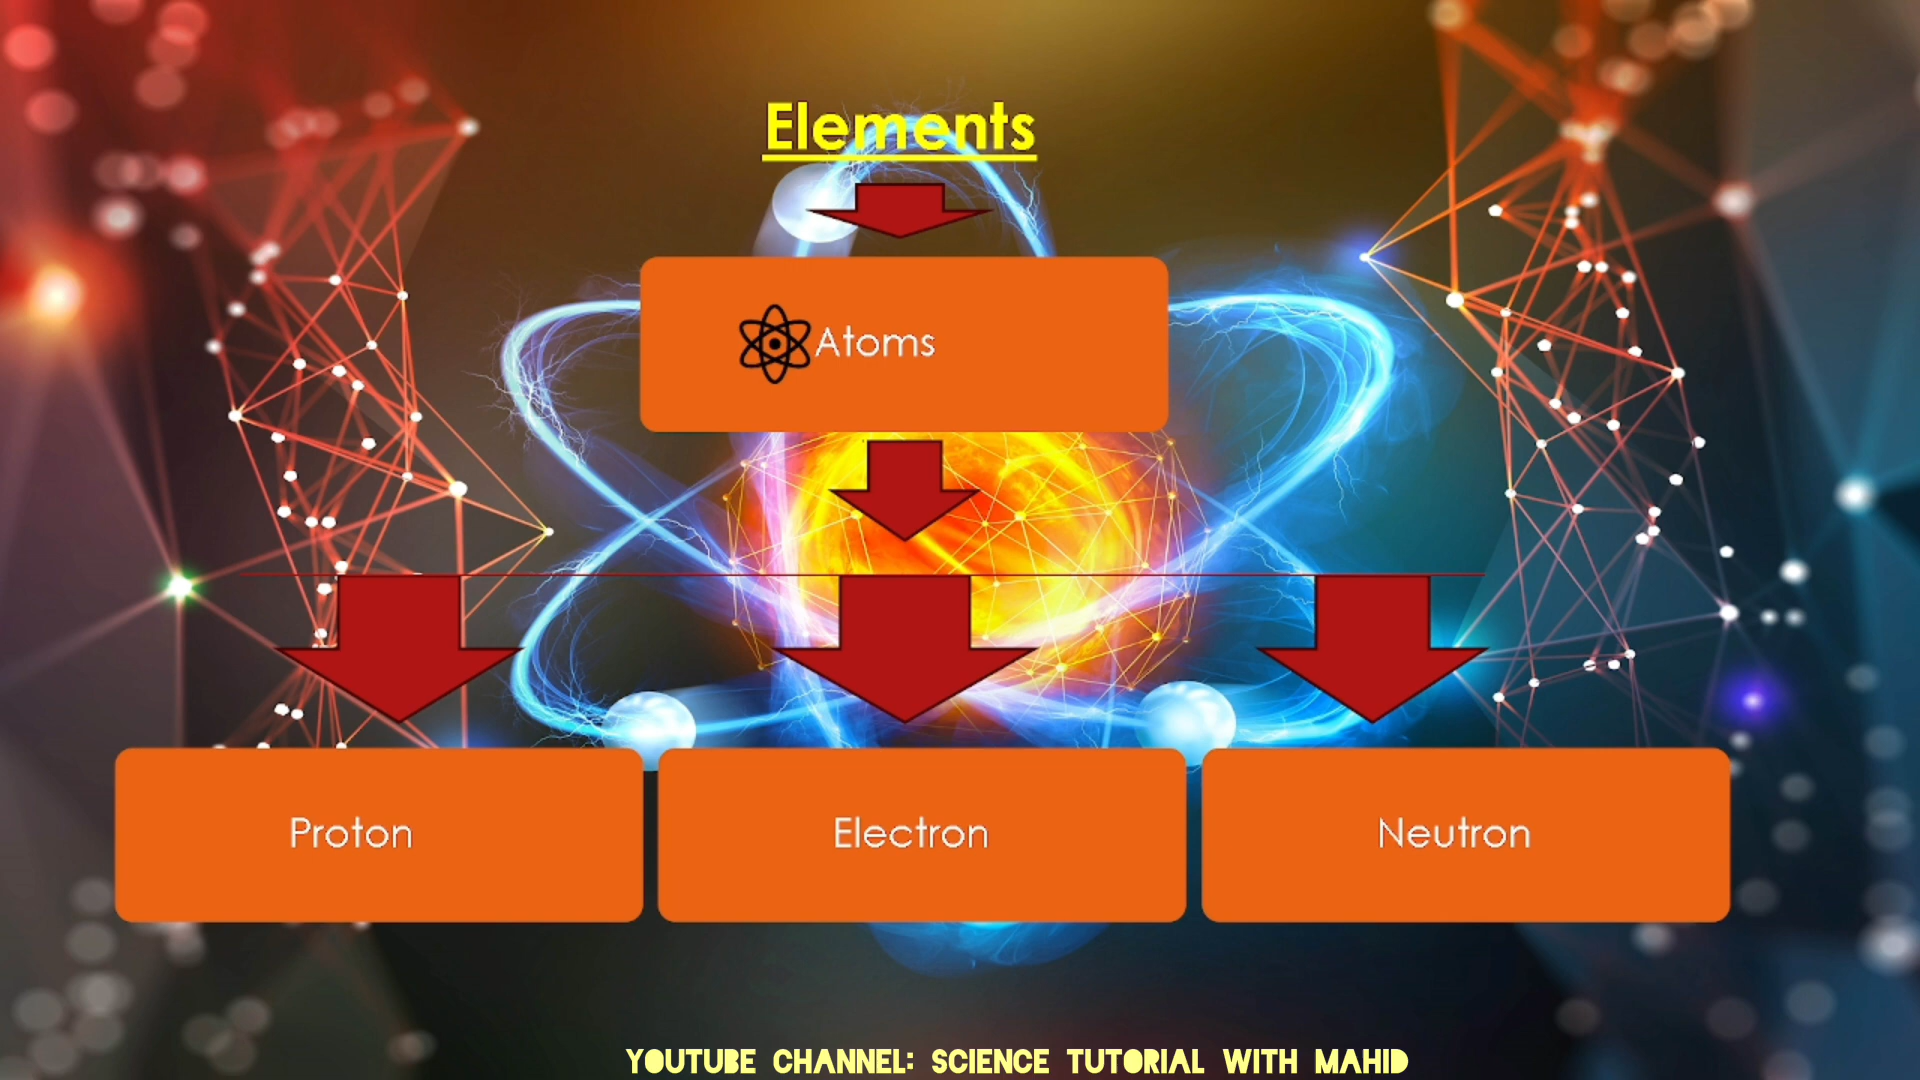 Elements
Atoms
Proton
Electron
Neutron
YOUTUBE CHANNEL: SCIENCE TUTORIAL WITH MAHID